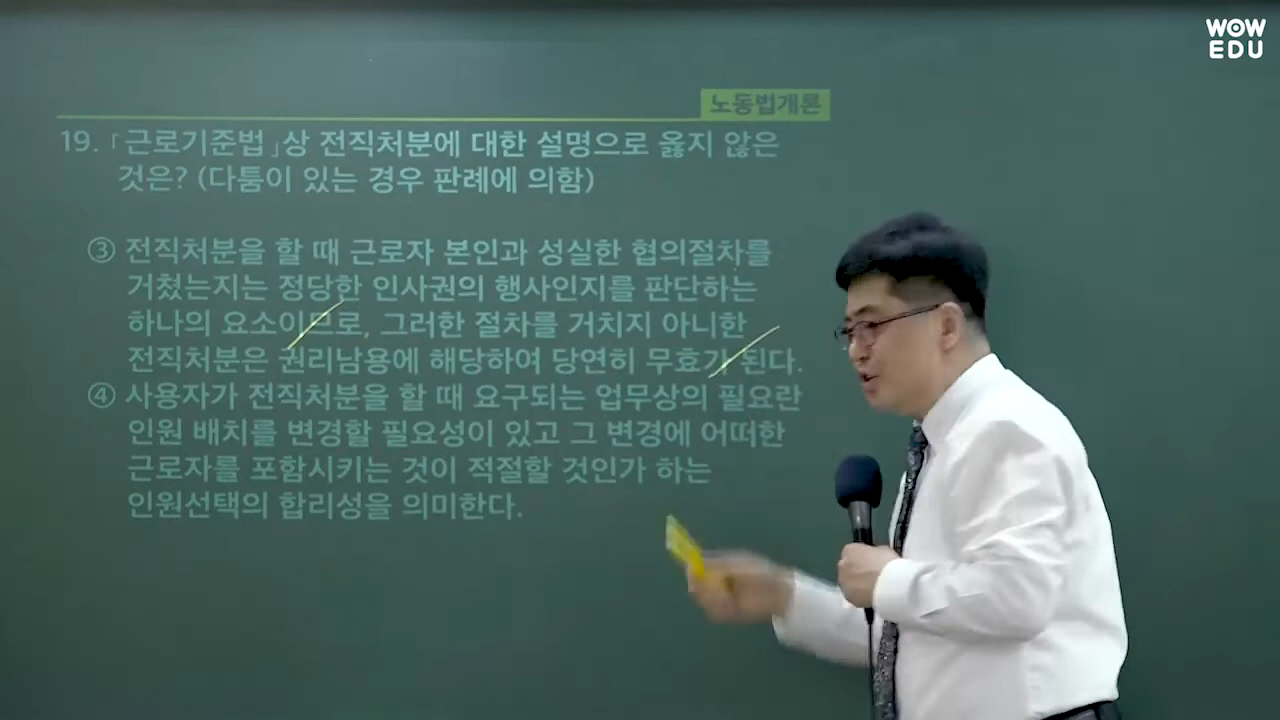 WOW
EDU
노동법개론
19. 「근로기준법」상 전직처분에 대한 설명으로 옳지 않은
것은? (다툼이 있는 경우 판례에 의함)
③ 전직처분을 할 때 근로자 본인과 성실한 협의절차를
거쳤는지는 정당한 인사권의 행사인지를 판단하는
하나의 요소이므로, 그러한 절차를 거치지 아니한
전직처분은 권리남용에 해당하여 당연히 무효가 된다.
④ 사용자가 전직처분을 할 때 요구되는 업무상의 필요란
인원 배치를 변경할 필요성이 있고 그 변경에 어떠한
근로자를 포함시키는 것이 적절할 것인가 하는
인원선택의 합리성을 의미한다.